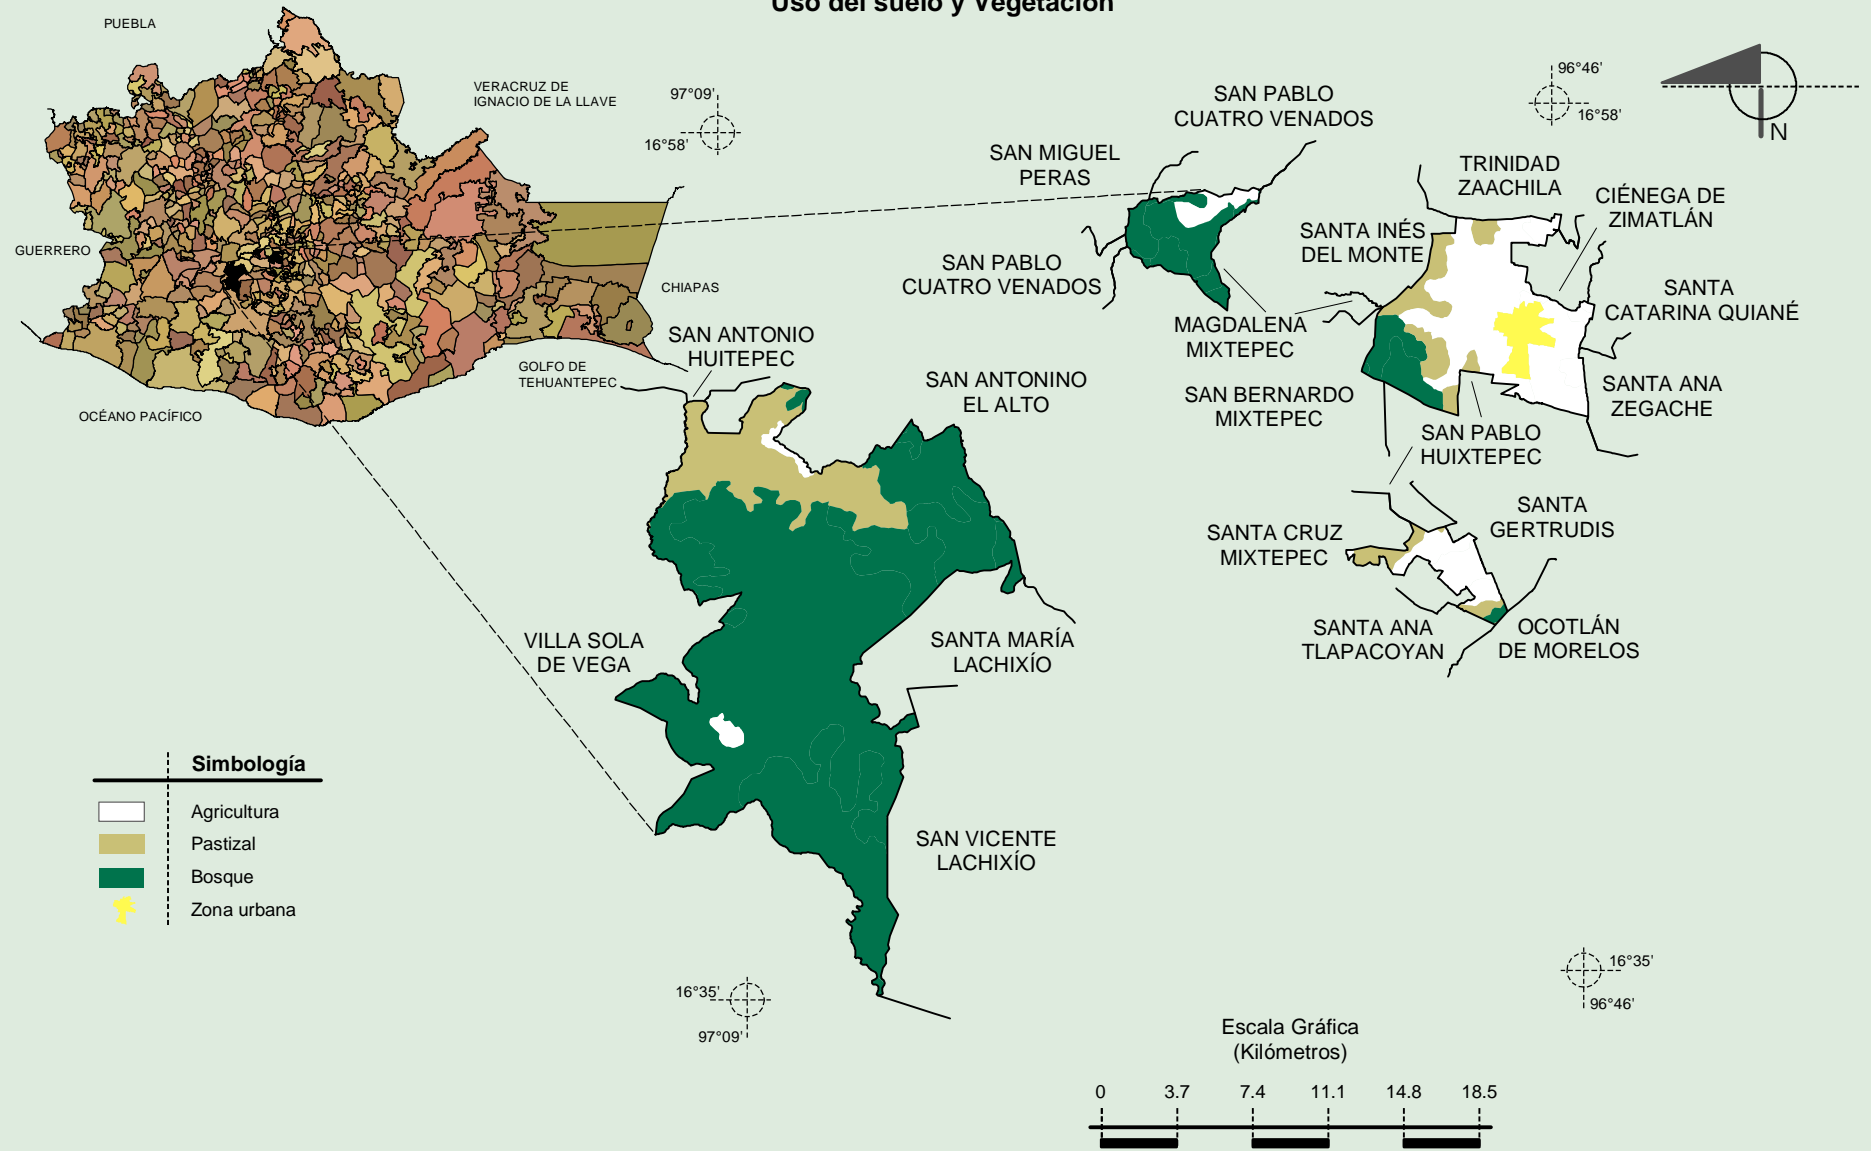 Uso del suelo y Vegetación
PUEBLA
VERACRUZ DE
IGNACIO DE LA LLAVE
GUERRERO
CHIAPAS
GOLFO DE
TEHUANTEPEC
OCÉANO PACÍFICO
97°09'
16°58'
96°46'
16°58'
N
SAN PABLO
CUATRO VENADOS
SAN MIGUEL
PERAS
TRINIDAD
ZAACHILA
CIÉNEGA DE
ZIMATLÁN
SANTA INÉS
DEL MONTE
SAN PABLO
CUATRO VENADOS
SANTA
CATARINA QUIANÉ
MAGDALENA
MIXTEPEC
SAN ANTONIO
HUITEPEC
SAN ANTONINO
EL ALTO
SAN BERNARDO
MIXTEPEC
SANTA ANA
ZEGACHE
SAN PABLO
HUIXTEPEC
SANTA
GERTRUDIS
SANTA CRUZ
MIXTEPEC
SANTA ANA
TLAPACOYAN
OCOTLÁN
DE MORELOS
VILLA SOLA
DE VEGA
SANTA MARÍA
LACHIXÍO
SAN VICENTE
LACHIXÍO
Simbología
Agricultura
Pastizal
Bosque
Zona urbana
16°35'
97°09'
16°35'
96°46'
Escala Gráfica
(Kilómetros)
0 3.7 7.4 11.1 14.8 18.5